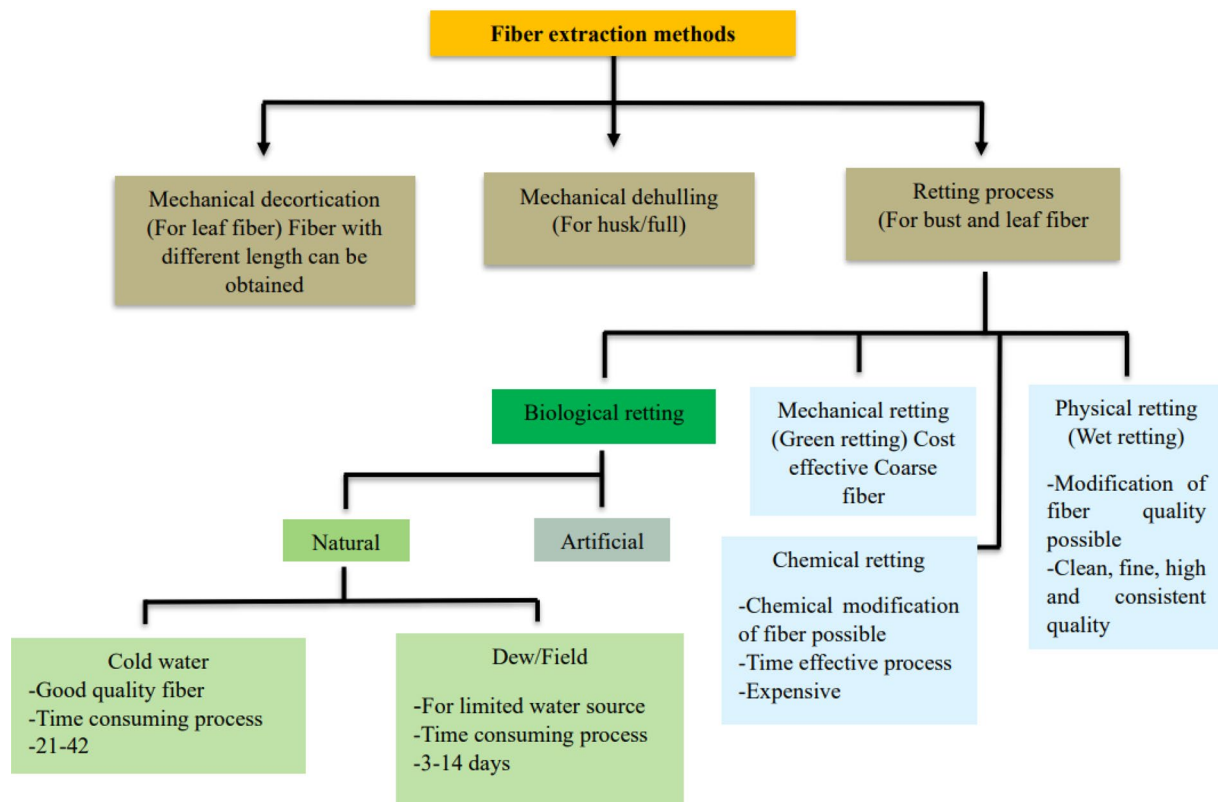 Fiber extraction methods
Mechanical decortication
(For leaf fiber) Fiber with
different length can be
obtained
Mechanical dehulling
(For husk/full)
Retting process
(For bust and leaf fiber
Biological retting
Mechanical retting
(Green retting) Cost
effective Coarse
fiber
Physical retting
(Wet retting)
-Modification of
fiber quality
possible
-Clean, fine, high
and consistent
quality
Natural
Artificial
Chemical retting
-Chemical modification
of fiber possible
-Time effective process
-Expensive
Cold water
-Good quality fiber
-Time consuming process
-21-42
Dew/Field
-For limited water source
-Time consuming process
-3-14 days